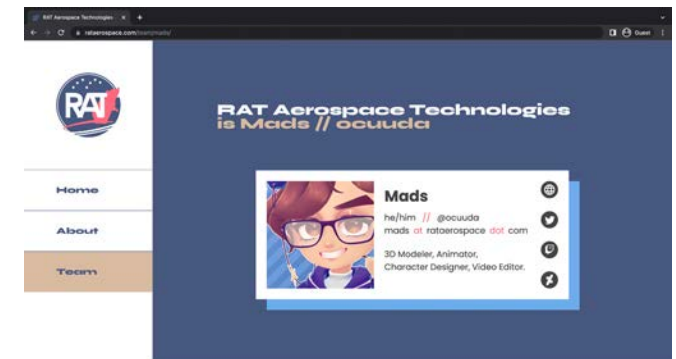 RAT Aerospace Technologies
rataerospace.com/team/mads/
Guest
RAT
RAT Aerospace Technologies
is Mads // ocuuda
Home
About
Team
Mads
he/him // @ocuuda
mads at rataerospace dot com
3D Modeler, Animator,
Character Designer, Video Editor.